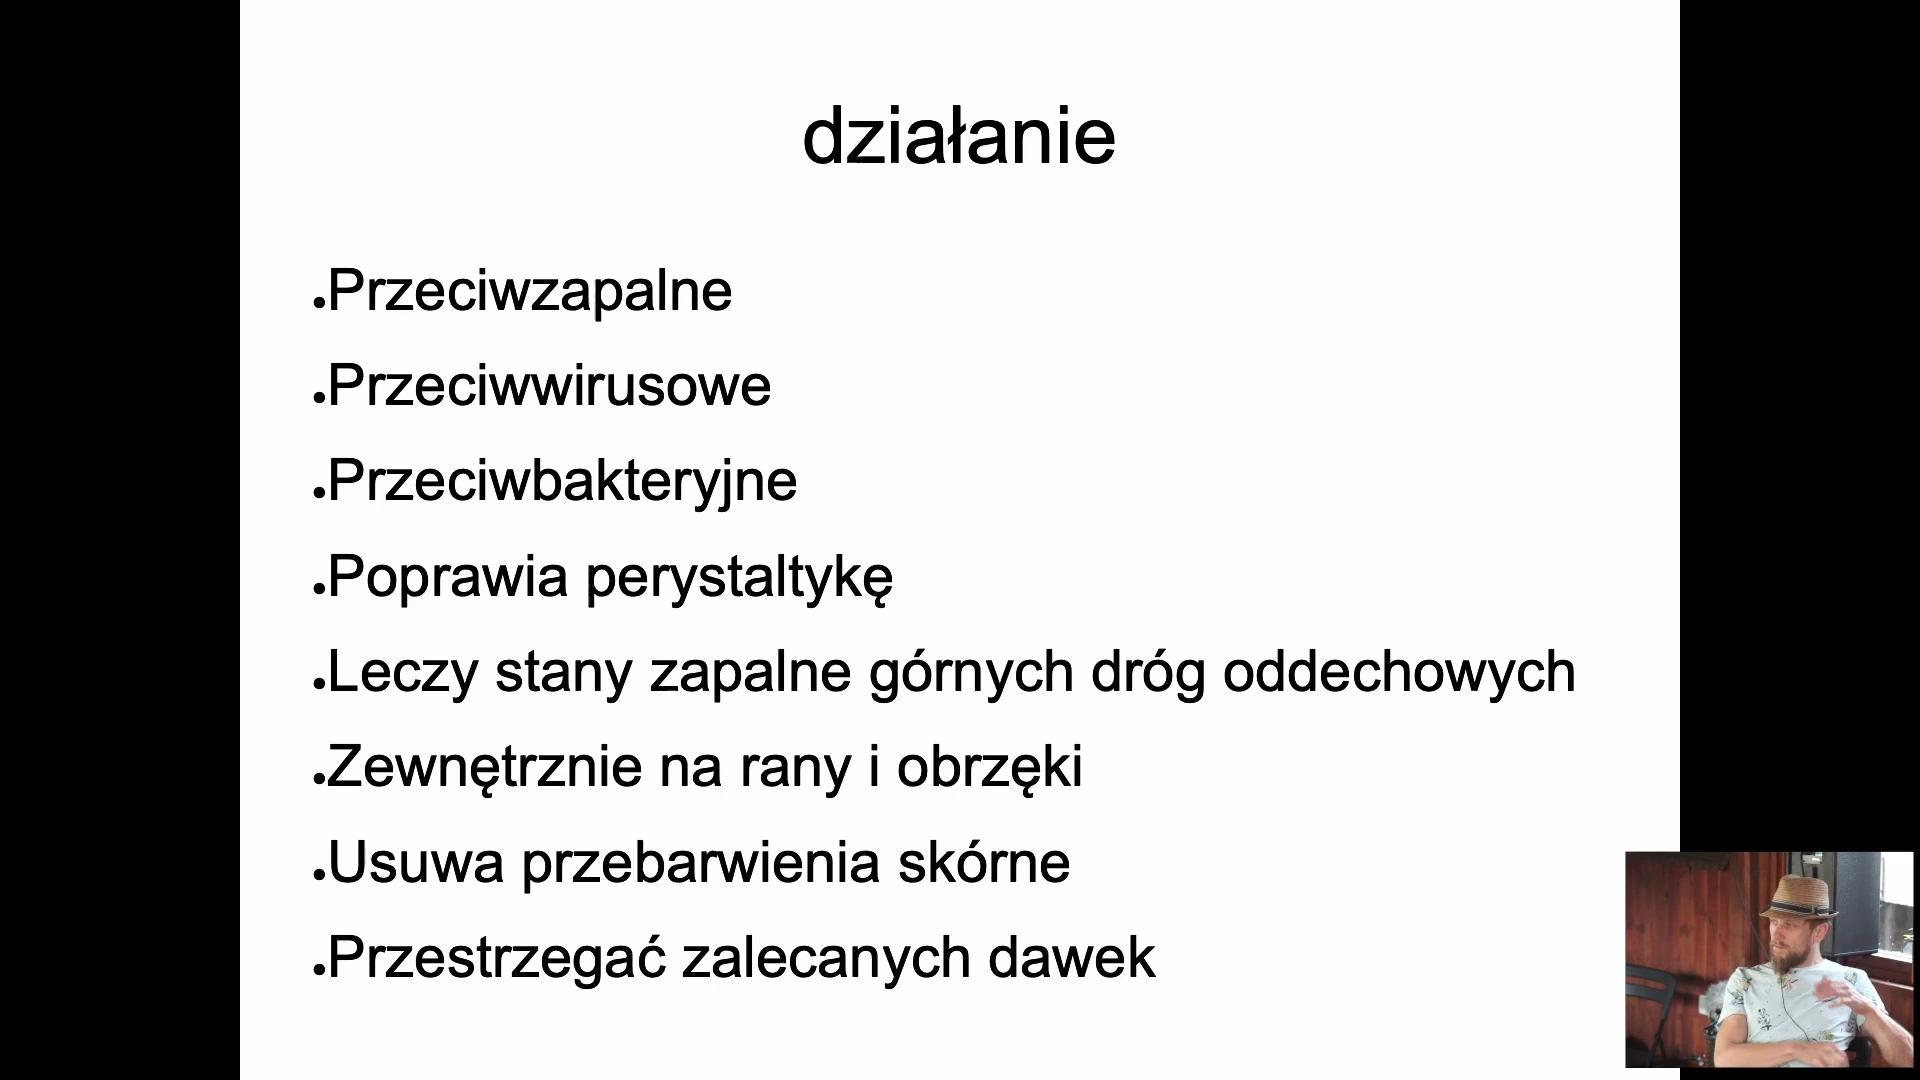 działanie
●Przeciwzapalne
●Przeciwwirusowe
●Przeciwbakteryjne
●Poprawia perystaltykę
●Leczy stany zapalne górnych dróg oddechowych
●Zewnętrznie na rany i obrzęki
●Usuwa przebarwienia skórne
●Przestrzegać zalecanych dawek